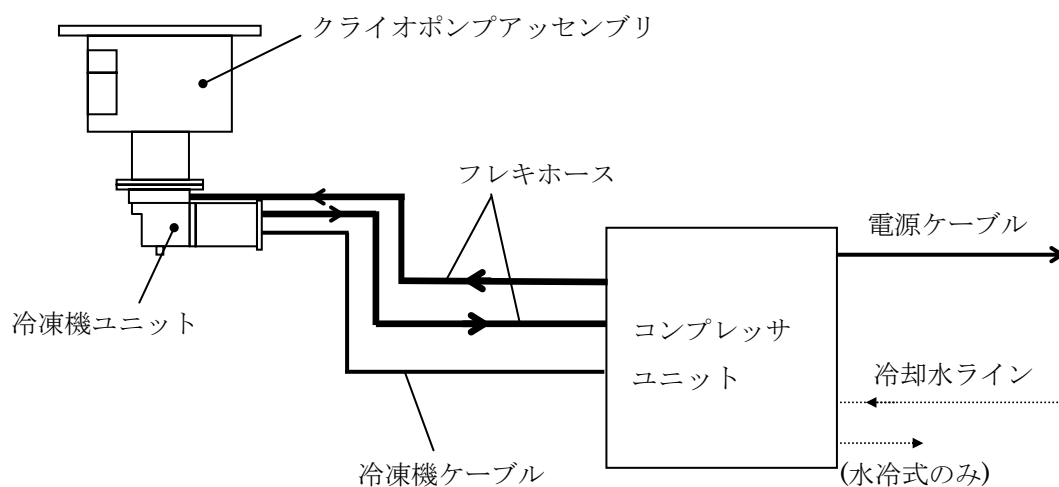 クライオポンプアッセンブリ
フレキホース
電源ケーブル
冷凍機ユニット
コンプレッサ
ユニット
冷却水ライン
冷凍機ケーブル
(水冷式のみ)